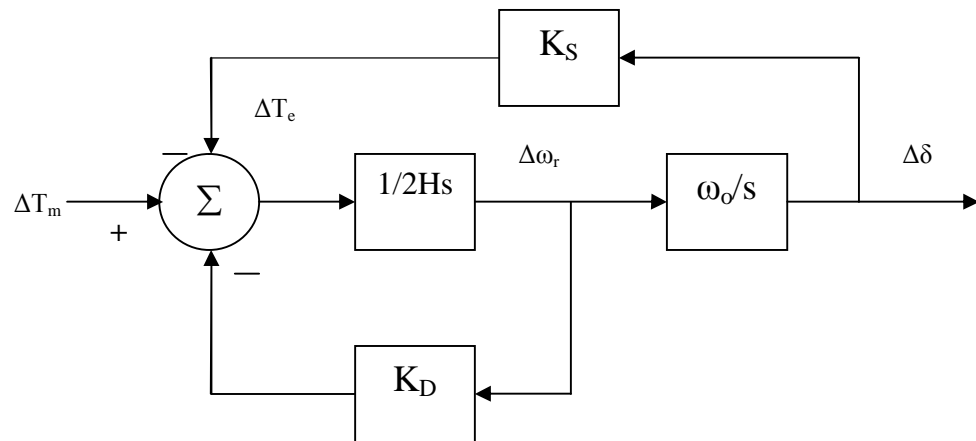 K_S
ΔT_e
Δω_r
Δδ
−
1/2Hs
ω_o/s
ΔT_m
Σ
+
−
K_D